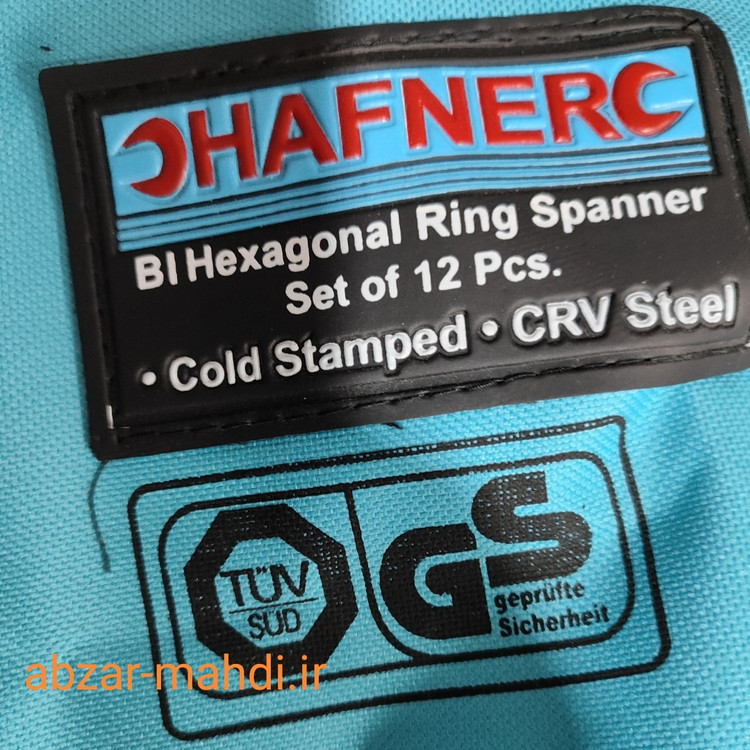 HAFNER
BI Hexagonal Ring Spanner
Set of 12 Pcs.
• Cold Stamped • CRV Steel
TÜV
SÜD
GS
geprüfte
Sicherheit
abzar-mahdi.ir